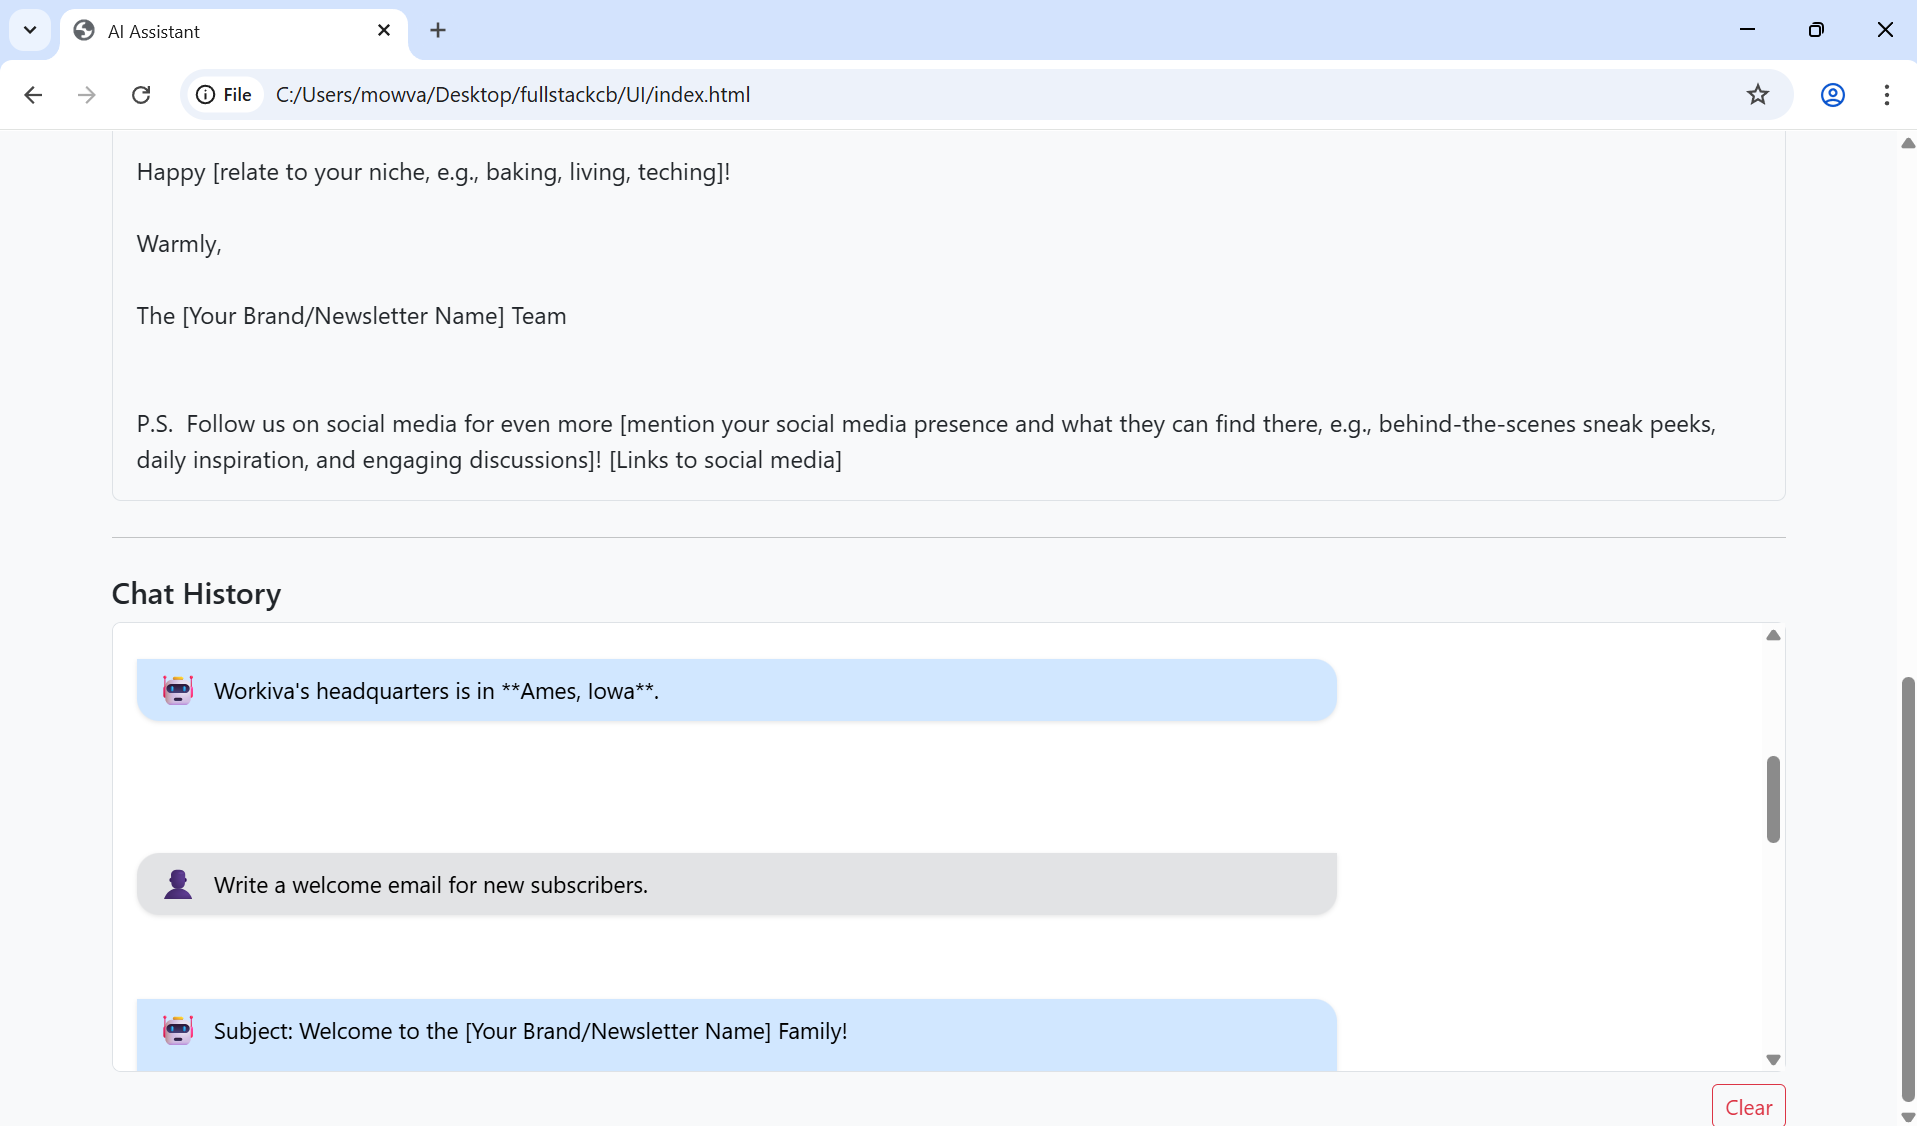 AI Assistant
File
C:/Users/mowva/Desktop/fullstackcb/UI/index.html
Happy [relate to your niche, e.g., baking, living, teching]!
Warmly,
The [Your Brand/Newsletter Name] Team
P.S.  Follow us on social media for even more [mention your social media presence and what they can find there, e.g., behind-the-scenes sneak peeks,
daily inspiration, and engaging discussions]! [Links to social media]
Chat History
Workiva's headquarters is in **Ames, Iowa**.
Write a welcome email for new subscribers.
Subject: Welcome to the [Your Brand/Newsletter Name] Family!
Clear